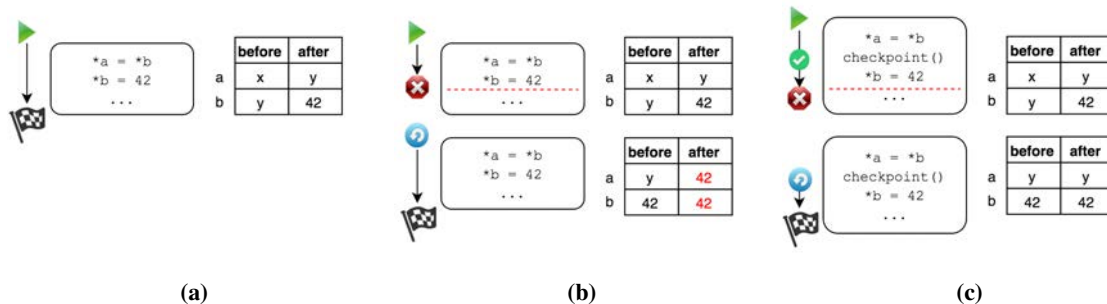 *a = *b
*b = 42
...
before after
a x y
b y 42
(a)
*a = *b
*b = 42
...
before after
a x y
b y 42
*a = *b
*b = 42
...
before after
a y 42
b 42 42
(b)
*a = *b
checkpoint()
*b = 42
...
before after
a x y
b y 42
*a = *b
checkpoint()
*b = 42
...
before after
a y y
b 42 42
(c)